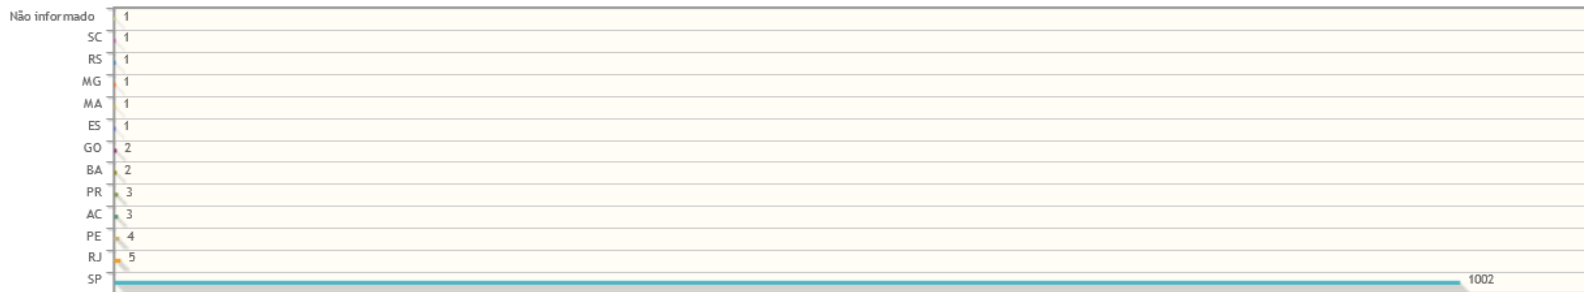 Não informado 1
SC 1
RS 1
MG 1
MA 1
ES 1
GO 2
BA 2
PR 3
AC 3
PE 4
RJ 5
SP 1002